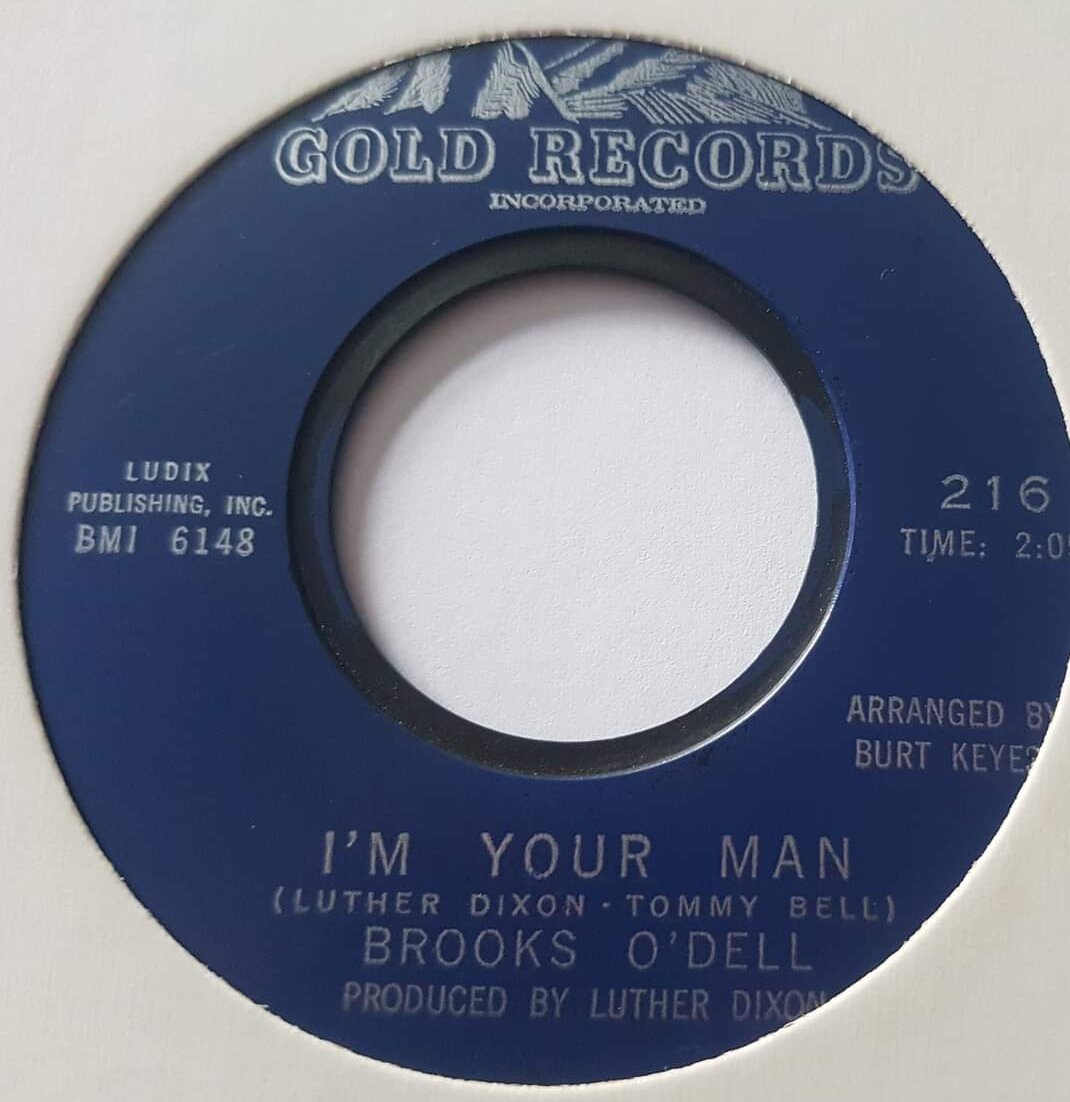 GOLD RECORDS
INCORPORATED
LUDIX
PUBLISHING, INC.
BMI 6148
216
TIME: 2:0
ARRANGED BY
BURT KEYES
I'M YOUR MAN
(LUTHER DIXON · TOMMY BELL)
BROOKS O'DELL
PRODUCED BY LUTHER DIXON